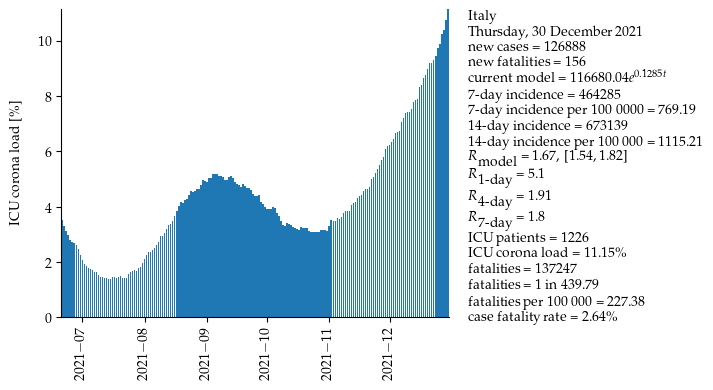 ICU corona load [%]
10
8
6
4
2
0
2021−07
2021−08
2021−09
2021−10
2021−11
2021−12
Italy
Thursday, 30 December 2021
new cases = 126888
new fatalities = 156
current model = 116680.04e^0.1285t
7-day incidence = 464285
7-day incidence per 100 0000 = 769.19
14-day incidence = 673139
14-day incidence per 100 000 = 1115.21
R_model = 1.67, [1.54, 1.82]
R_1-day = 5.1
R_4-day = 1.91
R_7-day = 1.8
ICU patients = 1226
ICU corona load = 11.15%
fatalities = 137247
fatalities = 1 in 439.79
fatalities per 100 000 = 227.38
case fatality rate = 2.64%